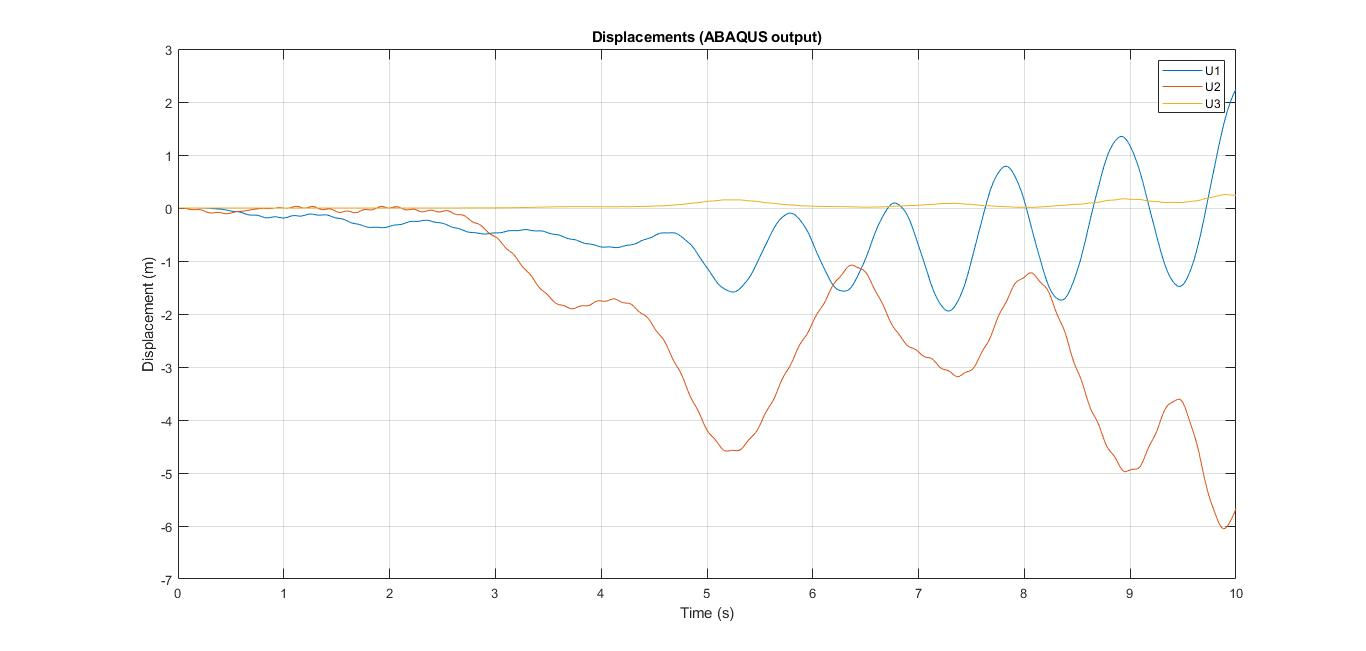 Displacements (ABAQUS output)
3
2
1
0
-1
-2
-3
-4
-5
-6
-7
Displacement (m)
U1
U2
U3
0 1 2 3 4 5 6 7 8 9 10
Time (s)